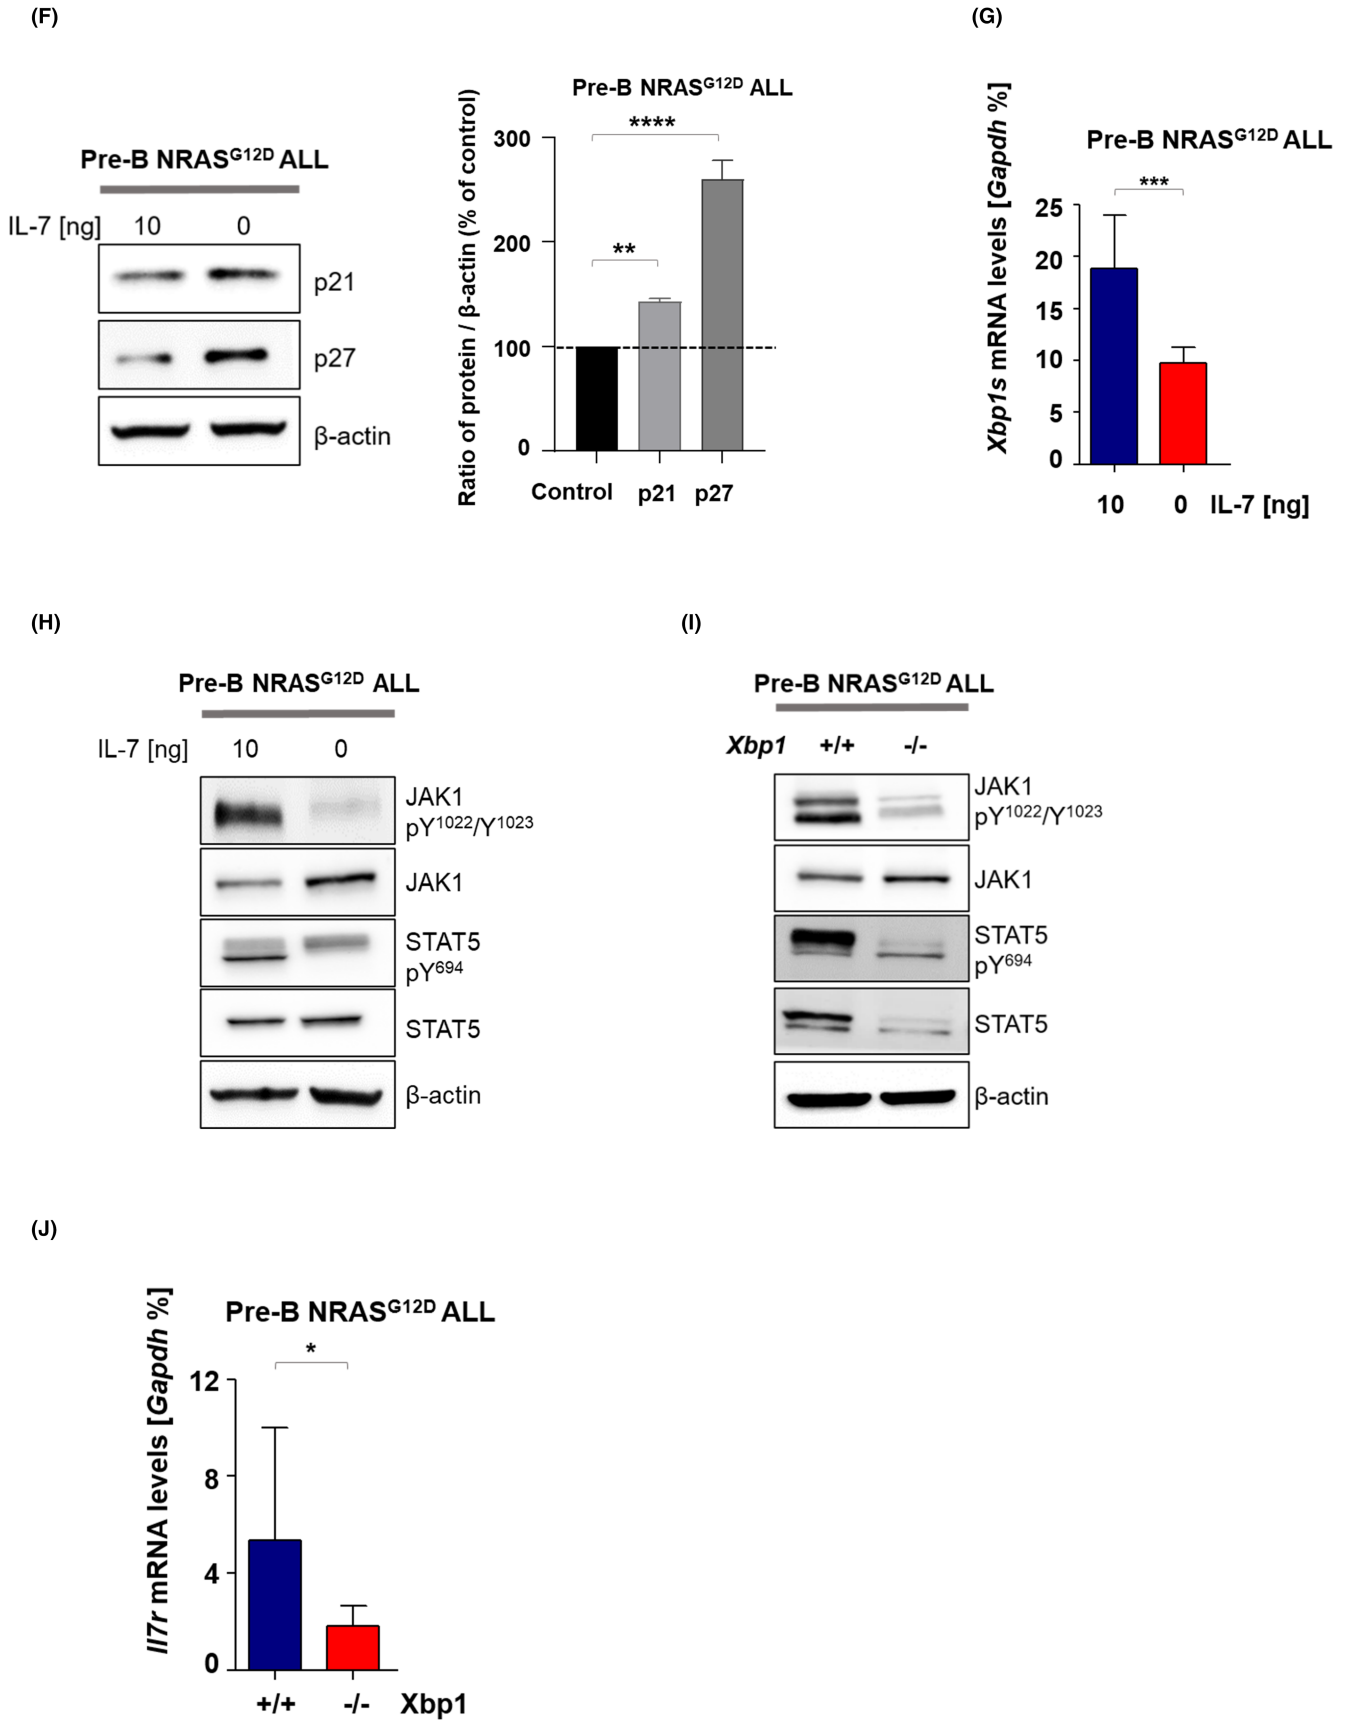 (F)
Pre-B NRASG12D ALL
IL-7 [ng] 10 0
p21
p27
β-actin
Pre-B NRASG12D ALL
Ratio of protein / β-actin (% of control)
****
300
**
200
100
0
Control p21 p27
(G)
Pre-B NRASG12D ALL
Xbp1s mRNA levels [Gapdh %]
***
25
20
15
10
5
0
10 0 IL-7 [ng]
(H)
Pre-B NRASG12D ALL
IL-7 [ng] 10 0
JAK1
pY1022/Y1023
JAK1
STAT5
pY694
STAT5
β-actin
(I)
Pre-B NRASG12D ALL
Xbp1 +/+ -/-
JAK1
pY1022/Y1023
JAK1
STAT5
pY694
STAT5
β-actin
(J)
Pre-B NRASG12D ALL
Il7r mRNA levels [Gapdh %]
*
12
8
4
0
+/+ -/- Xbp1